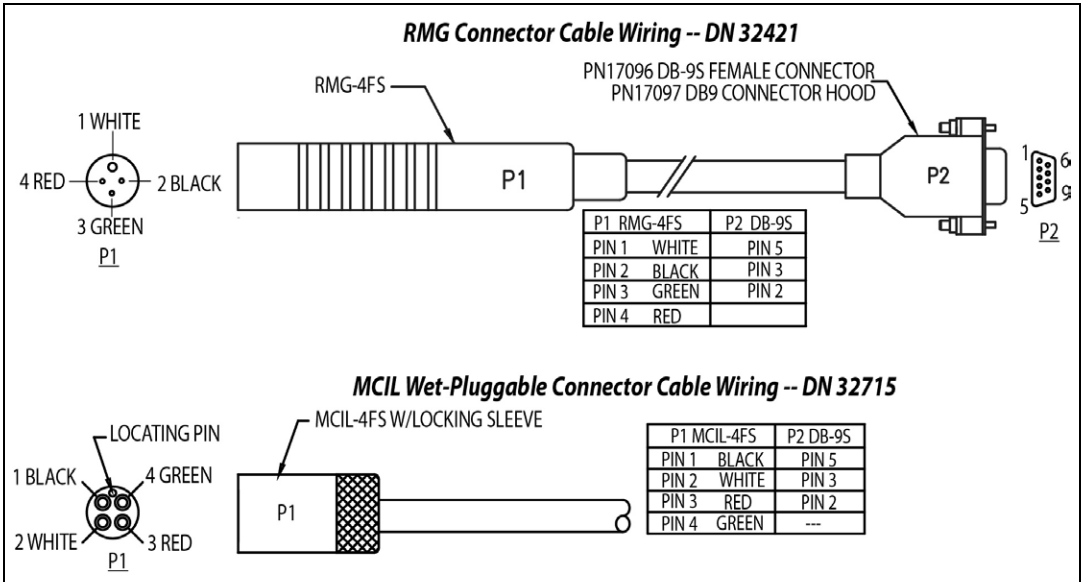 RMG Connector Cable Wiring -- DN 32421
PN17096 DB-9S FEMALE CONNECTOR
PN17097 DB9 CONNECTOR HOOD
RMG-4FS
1 WHITE
4 RED
2 BLACK
3 GREEN
P1
P1
P2
1
6
5
9
P2
P1 RMG-4FS P2 DB-9S
PIN 1 WHITE PIN 5
PIN 2 BLACK PIN 3
PIN 3 GREEN PIN 2
PIN 4 RED
MCIL Wet-Pluggable Connector Cable Wiring -- DN 32715
MCIL-4FS W/LOCKING SLEEVE
LOCATING PIN
1 BLACK
4 GREEN
2 WHITE
3 RED
P1
P1
P1 MCIL-4FS P2 DB-9S
PIN 1 BLACK PIN 5
PIN 2 WHITE PIN 3
PIN 3 RED PIN 2
PIN 4 GREEN ---